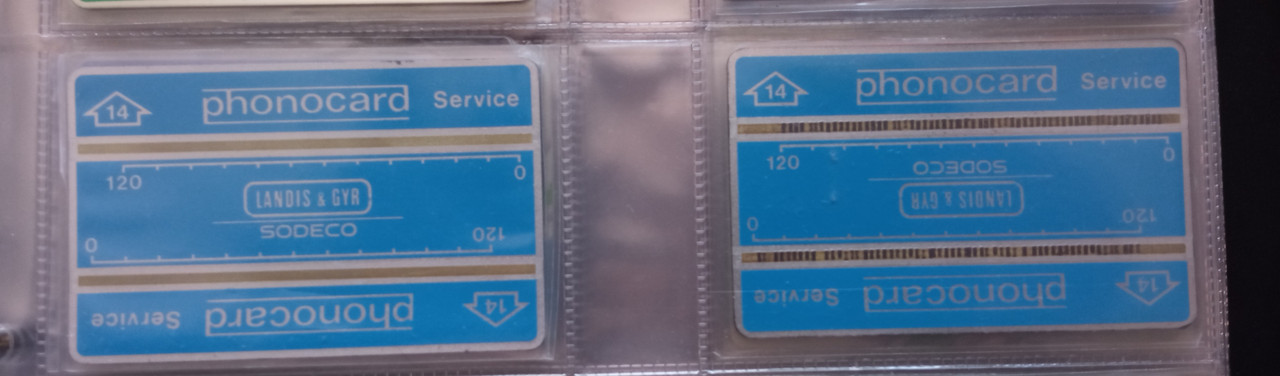 14 phonocard Service
120 0
LANDIS & GYR
SODECO
0 120
Service phonocard 14
14 phonocard Service
120 0
SODECO
LANDIS & GYR
0 120
Service phonocard 14